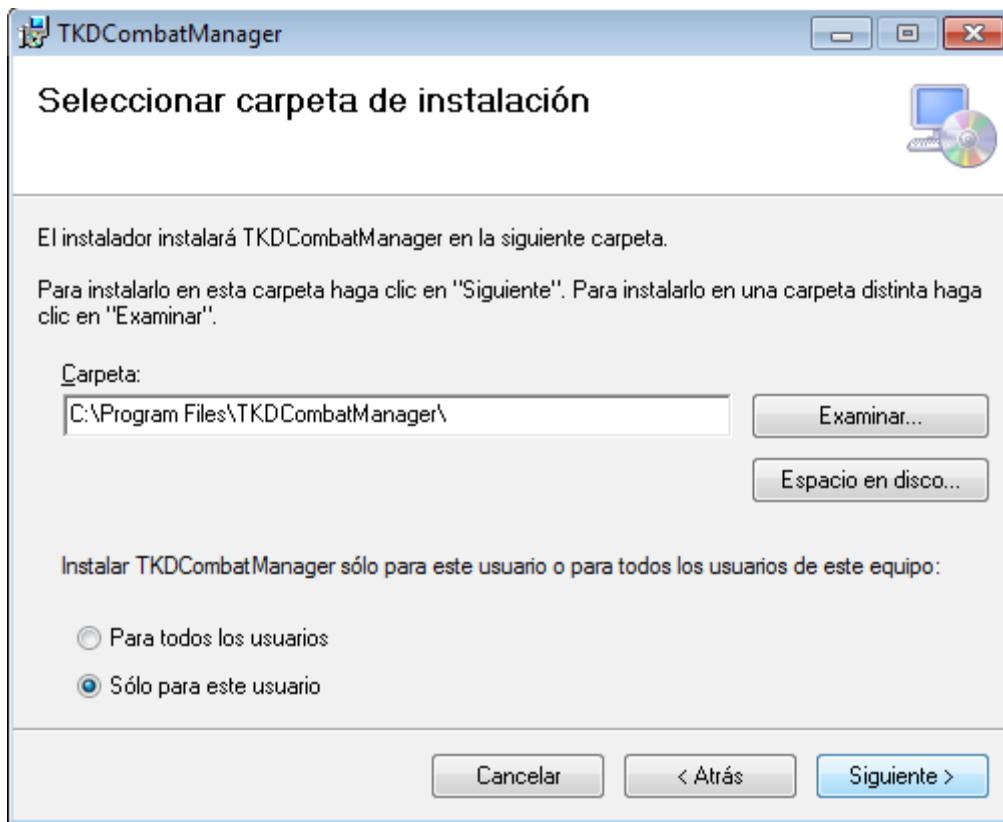 TKDCombatManager
Seleccionar carpeta de instalación
El instalador instalará TKDCombatManager en la siguiente carpeta.
Para instalarlo en esta carpeta haga clic en "Siguiente". Para instalarlo en una carpeta distinta haga
clic en "Examinar".
Carpeta:
C:\Program Files\TKDCombatManager\
Examinar...
Espacio en disco...
Instalar TKDCombatManager sólo para este usuario o para todos los usuarios de este equipo:
Para todos los usuarios
Sólo para este usuario
Cancelar
< Atrás
Siguiente >